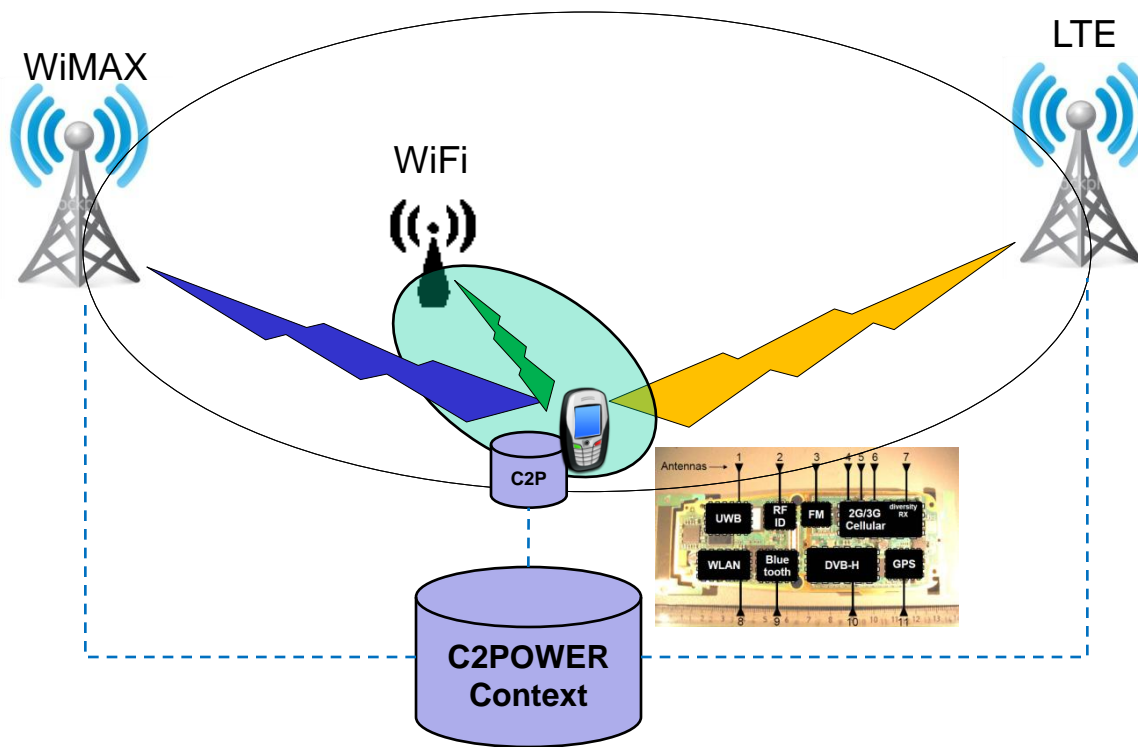 LTE
WiMAX
WiFi
C2P
Antennas
1 2 3 4 5 6 7
UWB
RF
ID
FM
2G/3G
Cellular
diversity
RX
WLAN
Blue
tooth
DVB-H
GPS
8 9 10 11
C2POWER
Context